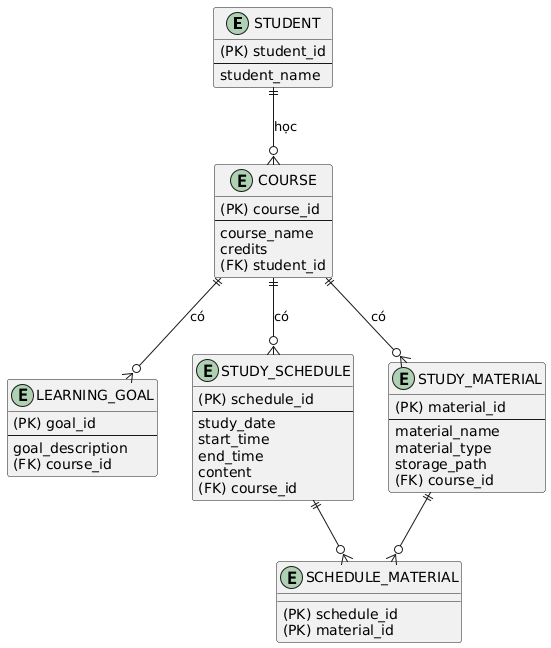 E STUDENT
(PK) student_id
student_name
học
E COURSE
(PK) course_id
course_name
credits
(FK) student_id
có
có
có
E LEARNING_GOAL
(PK) goal_id
goal_description
(FK) course_id
E STUDY_SCHEDULE
(PK) schedule_id
study_date
start_time
end_time
content
(FK) course_id
E STUDY_MATERIAL
(PK) material_id
material_name
material_type
storage_path
(FK) course_id
E SCHEDULE_MATERIAL
(PK) schedule_id
(PK) material_id